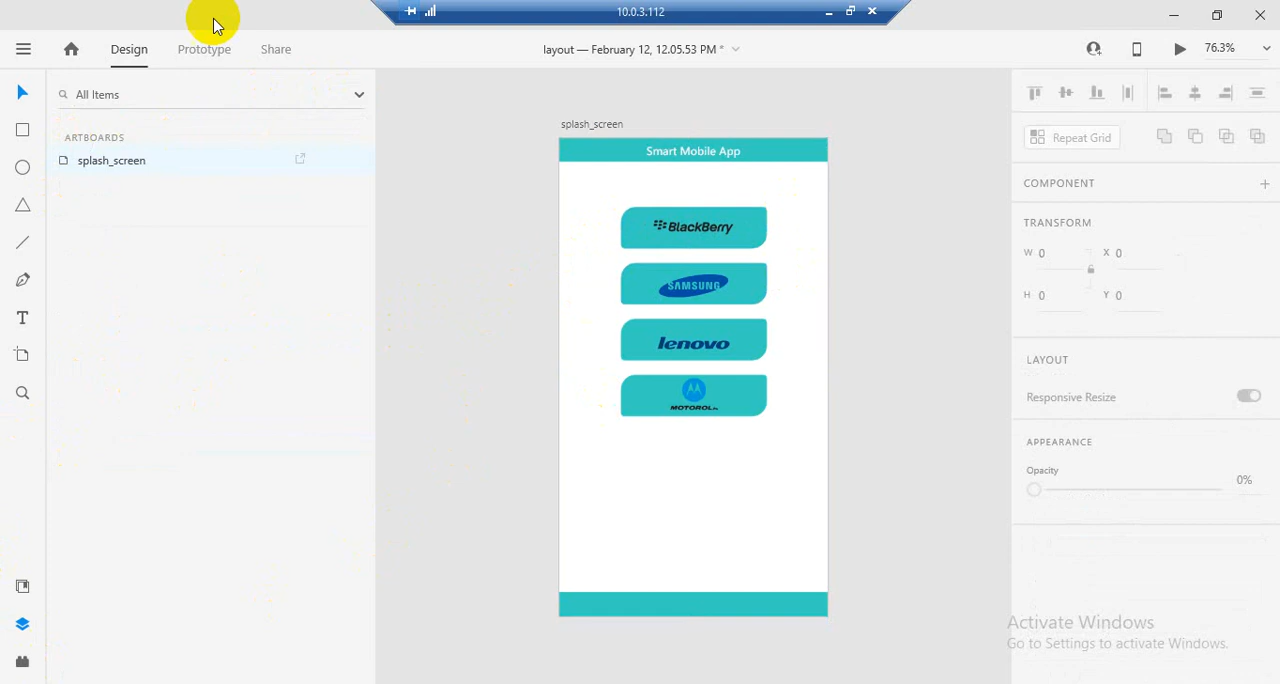 10.0.3.112
Design
Prototype
Share
layout — February 12, 12.05.53 PM *
76.3%
All Items
ARTBOARDS
splash_screen
splash_screen
Smart Mobile App
BlackBerry
SAMSUNG
lenovo
MOTOROLA
Repeat Grid
COMPONENT
TRANSFORM
W 0
X 0
H 0
Y 0
LAYOUT
Responsive Resize
APPEARANCE
Opacity
0%
Activate Windows
Go to Settings to activate Windows.